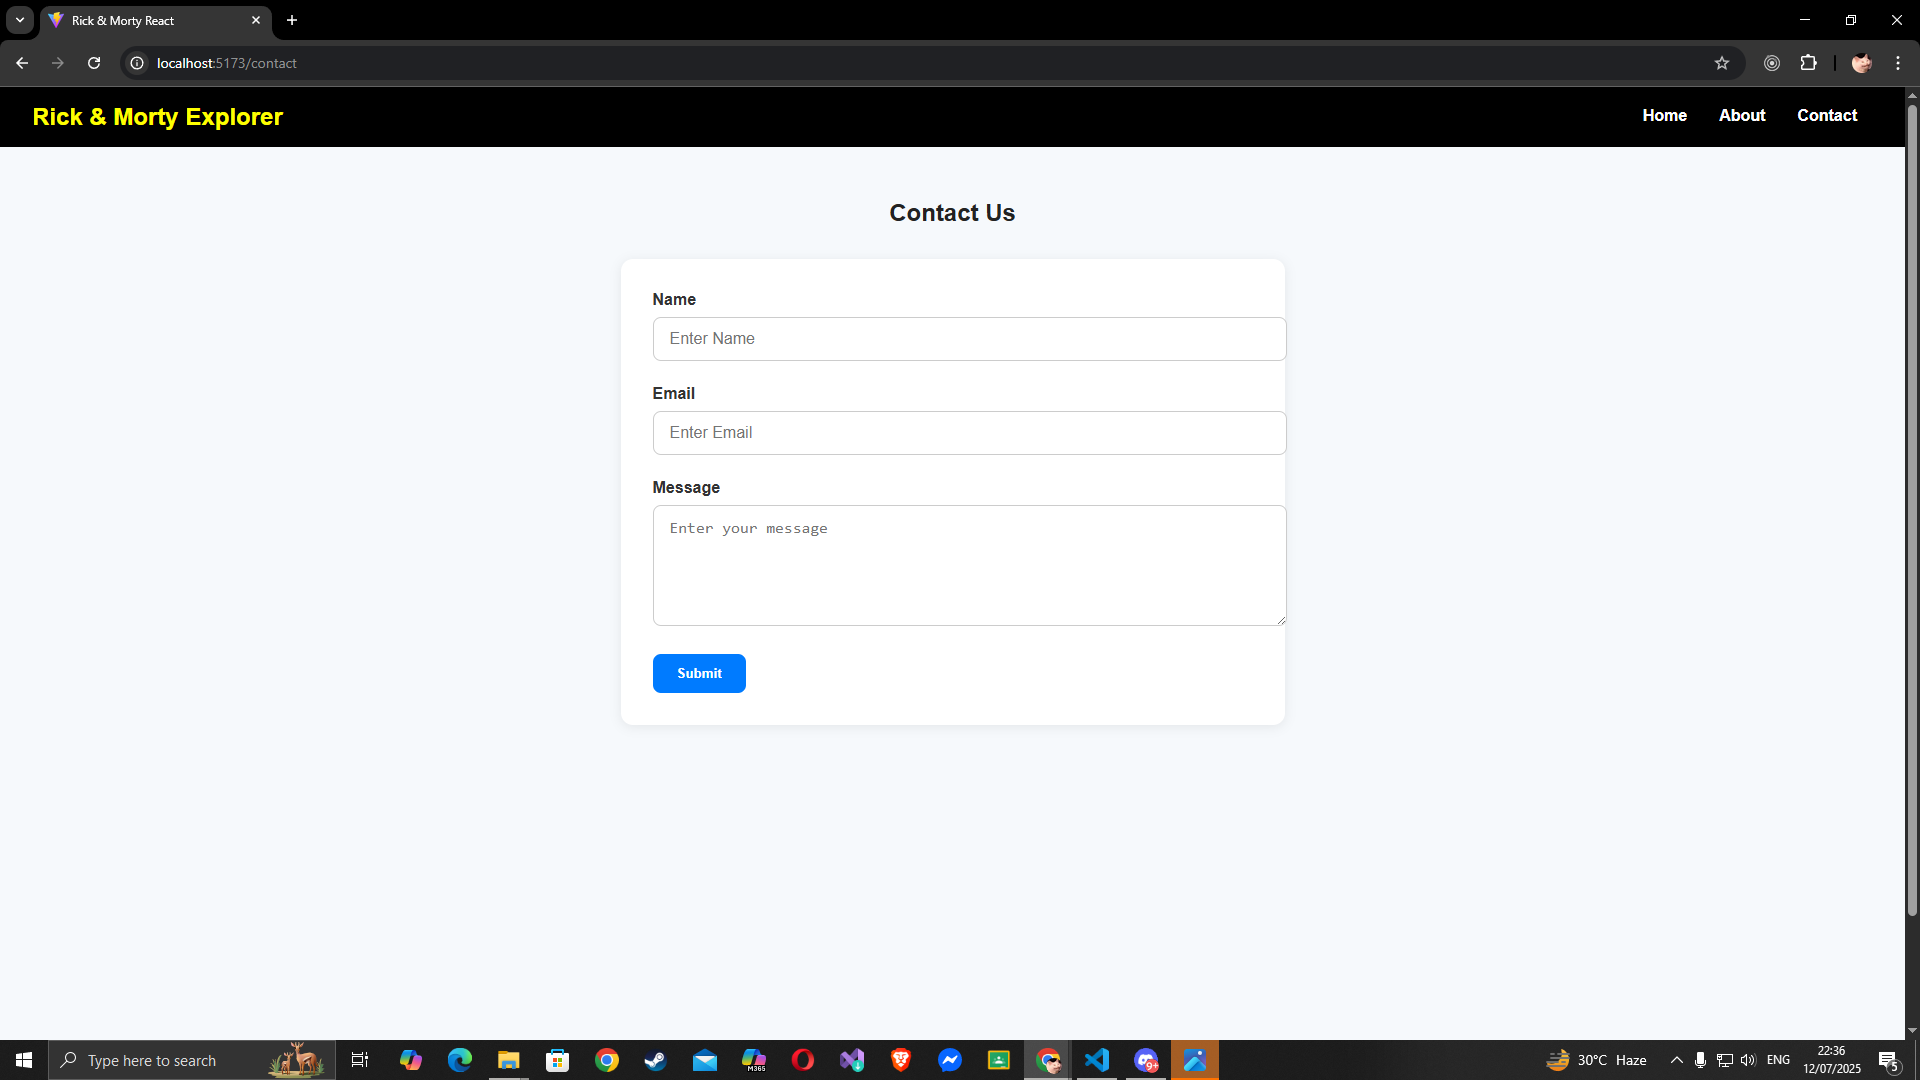 Rick & Morty React
localhost:5173/contact
Rick & Morty Explorer
Home
About
Contact
Contact Us
Name
Enter Name
Email
Enter Email
Message
Enter your message
Submit
Type here to search
M365
9+
30°C Haze
ENG
22:36
12/07/2025
5